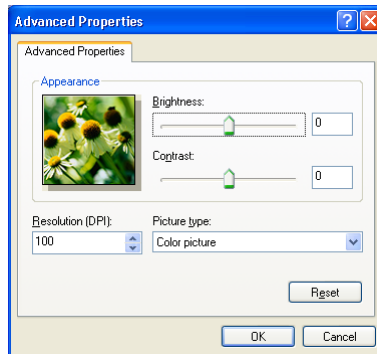 Advanced Properties
Advanced Properties
Appearance
Brightness:
0
Contrast:
0
Resolution (DPI):
Picture type:
100
Color picture
Reset
OK
Cancel